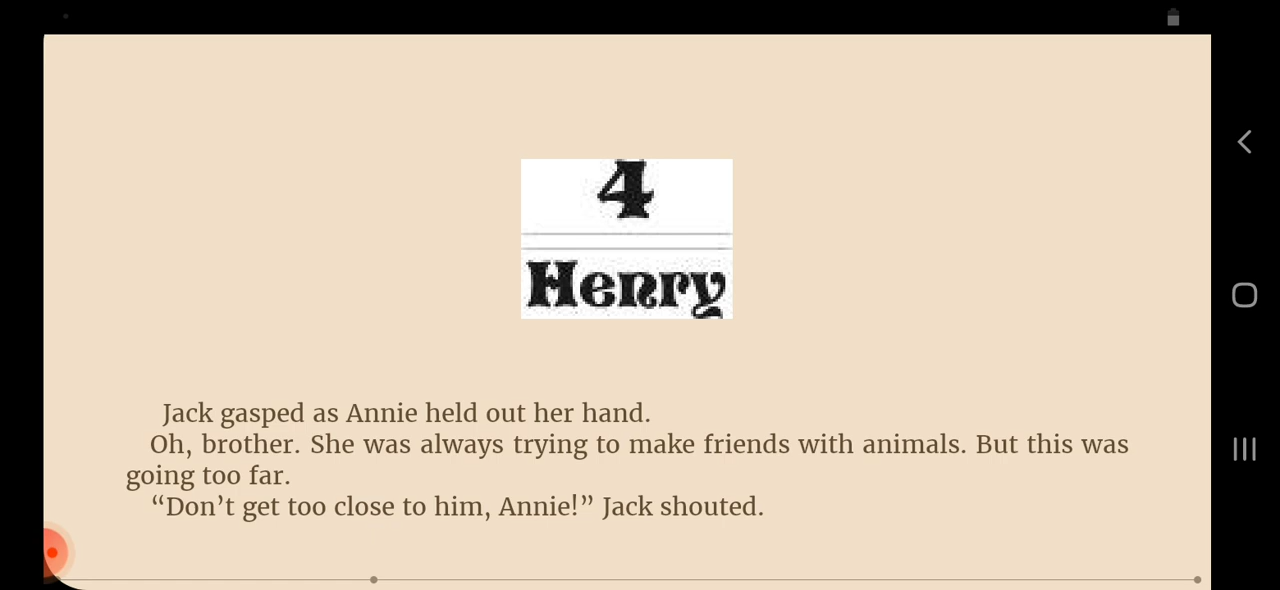 4
Henry
Jack gasped as Annie held out her hand.
Oh, brother. She was always trying to make friends with animals. But this was
going too far.
“Don’t get too close to him, Annie!” Jack shouted.